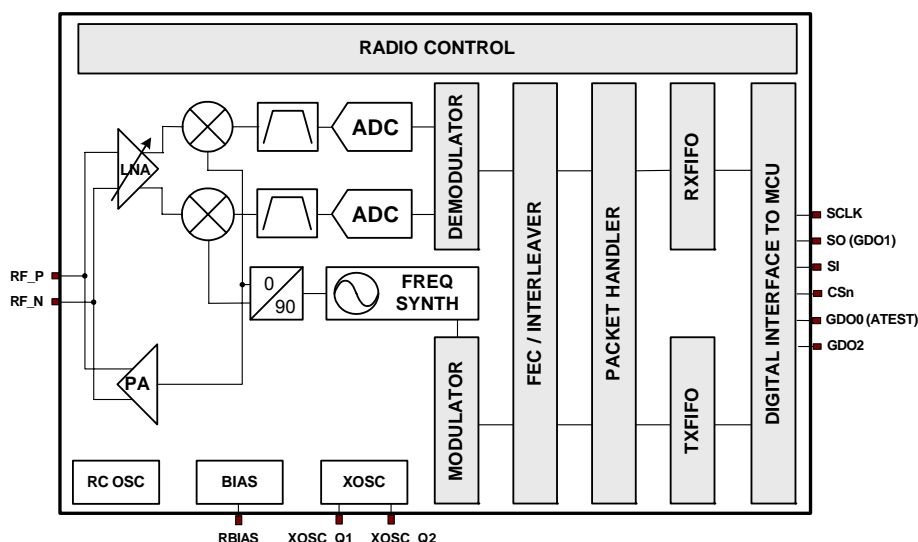 RADIO CONTROL
LNA
ADC
ADC
DEMODULATOR
FEC / INTERLEAVER
PACKET HANDLER
RXFIFO
DIGITAL INTERFACE TO MCU
SCLK
SO (GDO1)
SI
CSn
GDO0 (ATEST)
GDO2
RF_P
RF_N
0
90
FREQ
SYNTH
PA
MODULATOR
TXFIFO
RC OSC
BIAS
XOSC
RBIAS
XOSC_Q1
XOSC_Q2